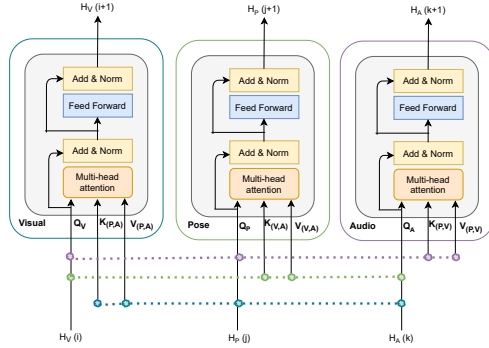 H_V (i+1)
H_P (j+1)
H_A (k+1)
Add & Norm
Feed Forward
Add & Norm
Multi-head
attention
Visual
Q_V
K_(P,A)
V_(P,A)
Add & Norm
Feed Forward
Add & Norm
Multi-head
attention
Pose
Q_P
K_(V,A)
V_(V,A)
Add & Norm
Feed Forward
Add & Norm
Multi-head
attention
Audio
Q_A
K_(P,V)
V_(P,V)
H_V (i)
H_P (j)
H_A (k)